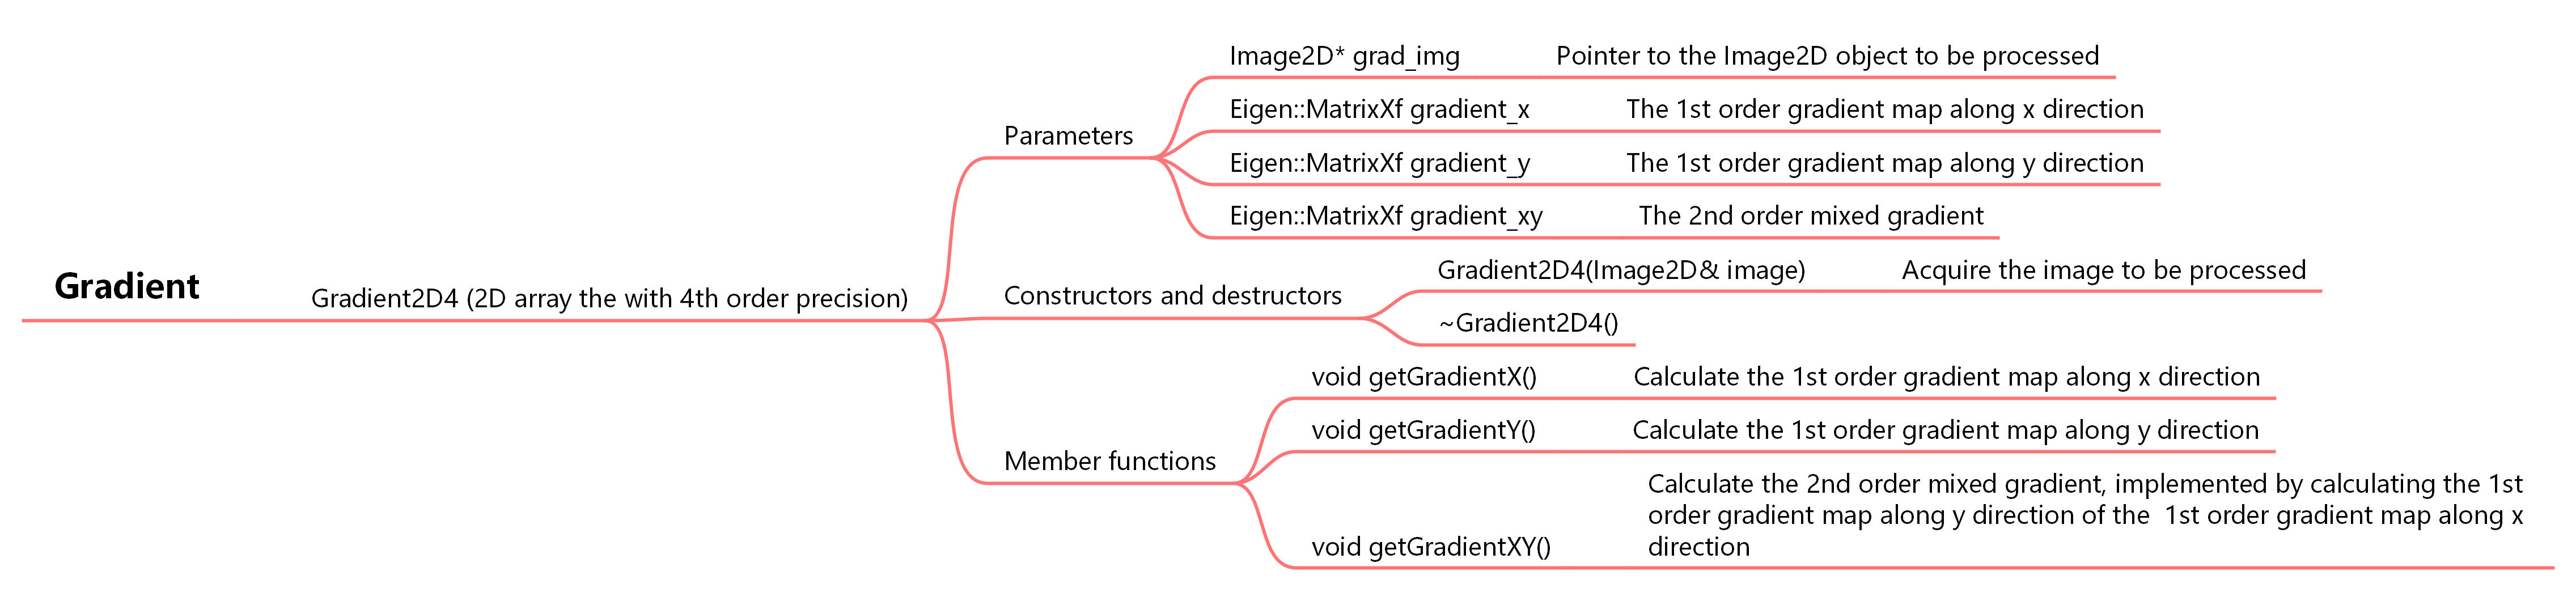 Gradient
Gradient2D4 (2D array the with 4th order precision)
Parameters
Image2D* grad_img
Pointer to the Image2D object to be processed
Eigen::MatrixXf gradient_x
The 1st order gradient map along x direction
Eigen::MatrixXf gradient_y
The 1st order gradient map along y direction
Eigen::MatrixXf gradient_xy
The 2nd order mixed gradient
Constructors and destructors
Gradient2D4(Image2D& image)
Acquire the image to be processed
~Gradient2D4()
Member functions
void getGradientX()
Calculate the 1st order gradient map along x direction
void getGradientY()
Calculate the 1st order gradient map along y direction
void getGradientXY()
Calculate the 2nd order mixed gradient, implemented by calculating the 1st
order gradient map along y direction of the  1st order gradient map along x
direction